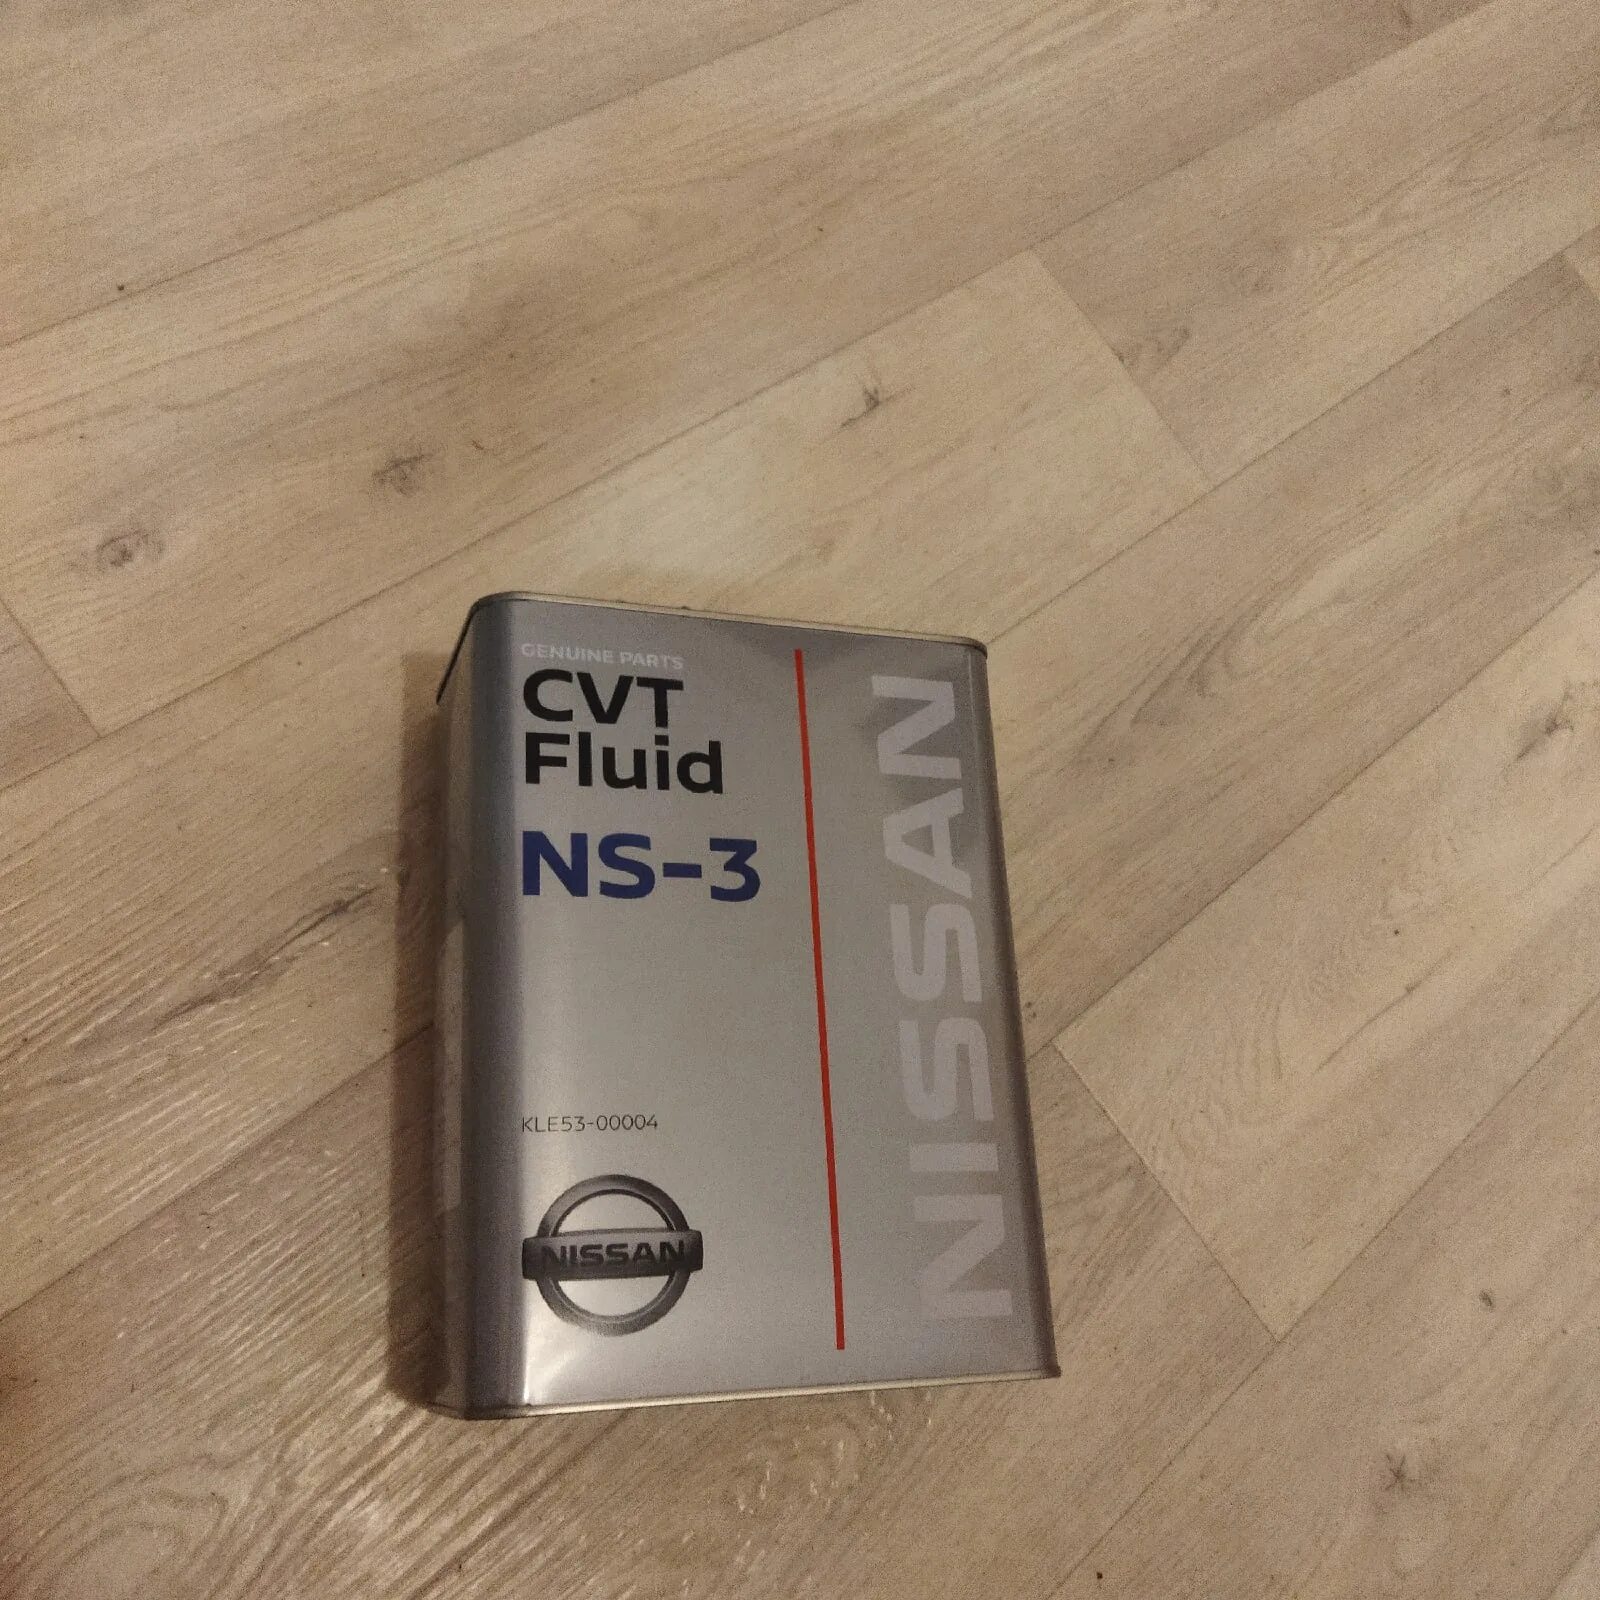 GENUINE PARTS
CVT
Fluid
NS-3
KLE53-00004
NISSAN
NISSAN